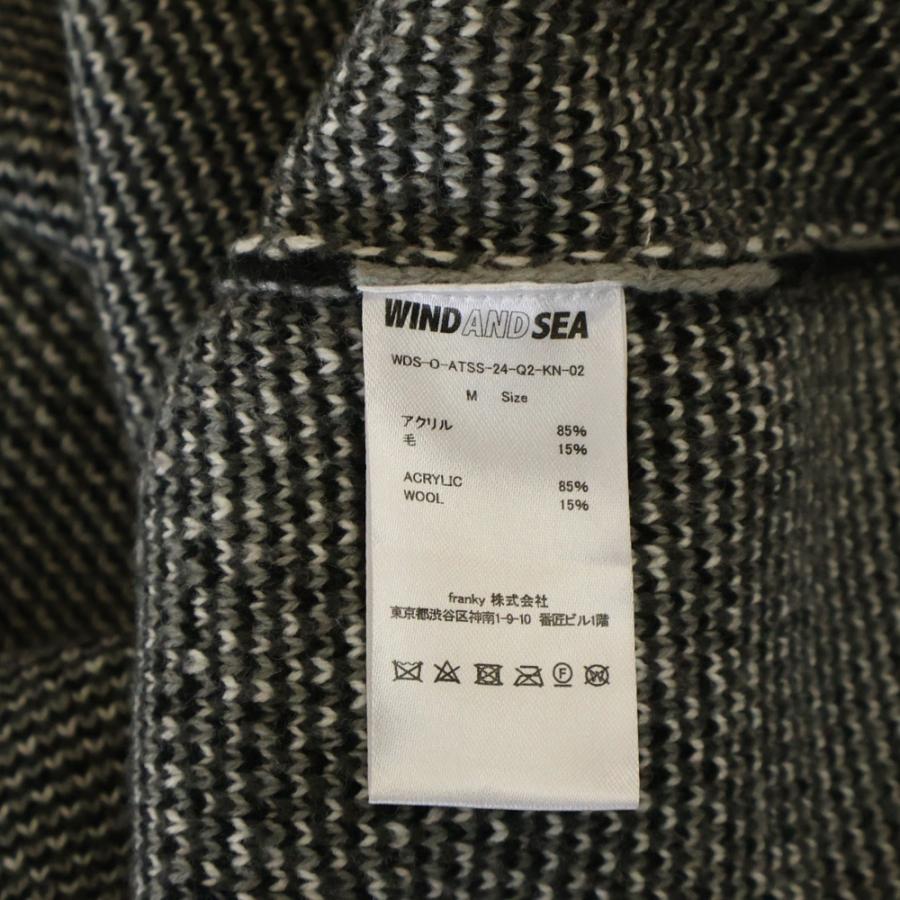 WIND AND SEA
WDS-O-ATSS-24-Q2-KN-02
M Size
アクリル 85%
毛 15%
ACRYLIC 85%
WOOL 15%
franky 株式会社
東京都渋谷区神南1-9-10 番匠ビル1階
F W